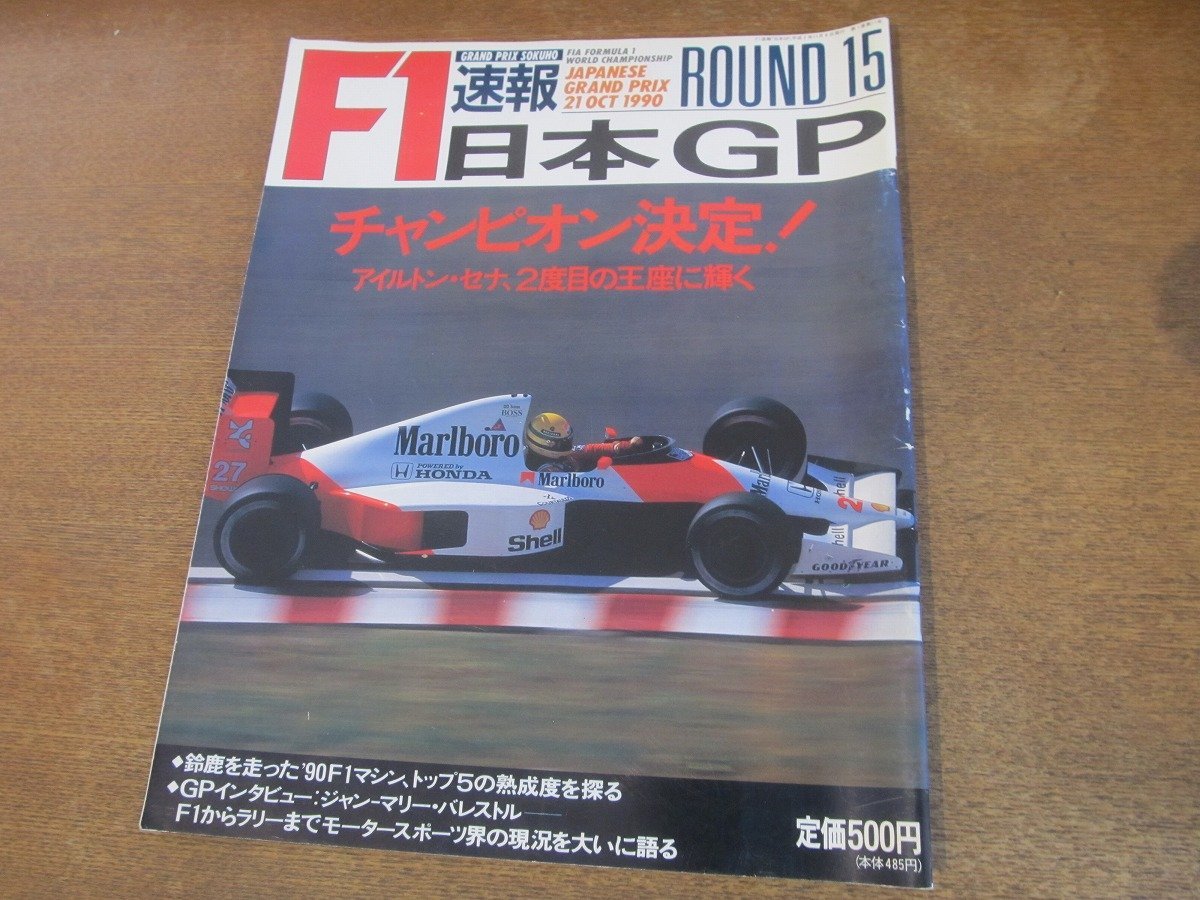 F1
GRAND PRIX SOKUHO
速報
FIA FORMULA 1
WORLD CHAMPIONSHIP
JAPANESE
GRAND PRIX
21 OCT 1990
ROUND 15
日本GP
チャンピオン決定!
アイルトン・セナ、2度目の王座に輝く
BOSS
Marlboro
POWERED by
HONDA
Marlboro
Shell
27
Shell
2
Shell
GOODYEAR
◆鈴鹿を走った'90F1マシン、トップ5の熟成度を探る
◆GPインタビュー:ジャン-マリー・バレストル――
F1からラリーまでモータースポーツ界の現況を大いに語る
定価500円
(本体485円)